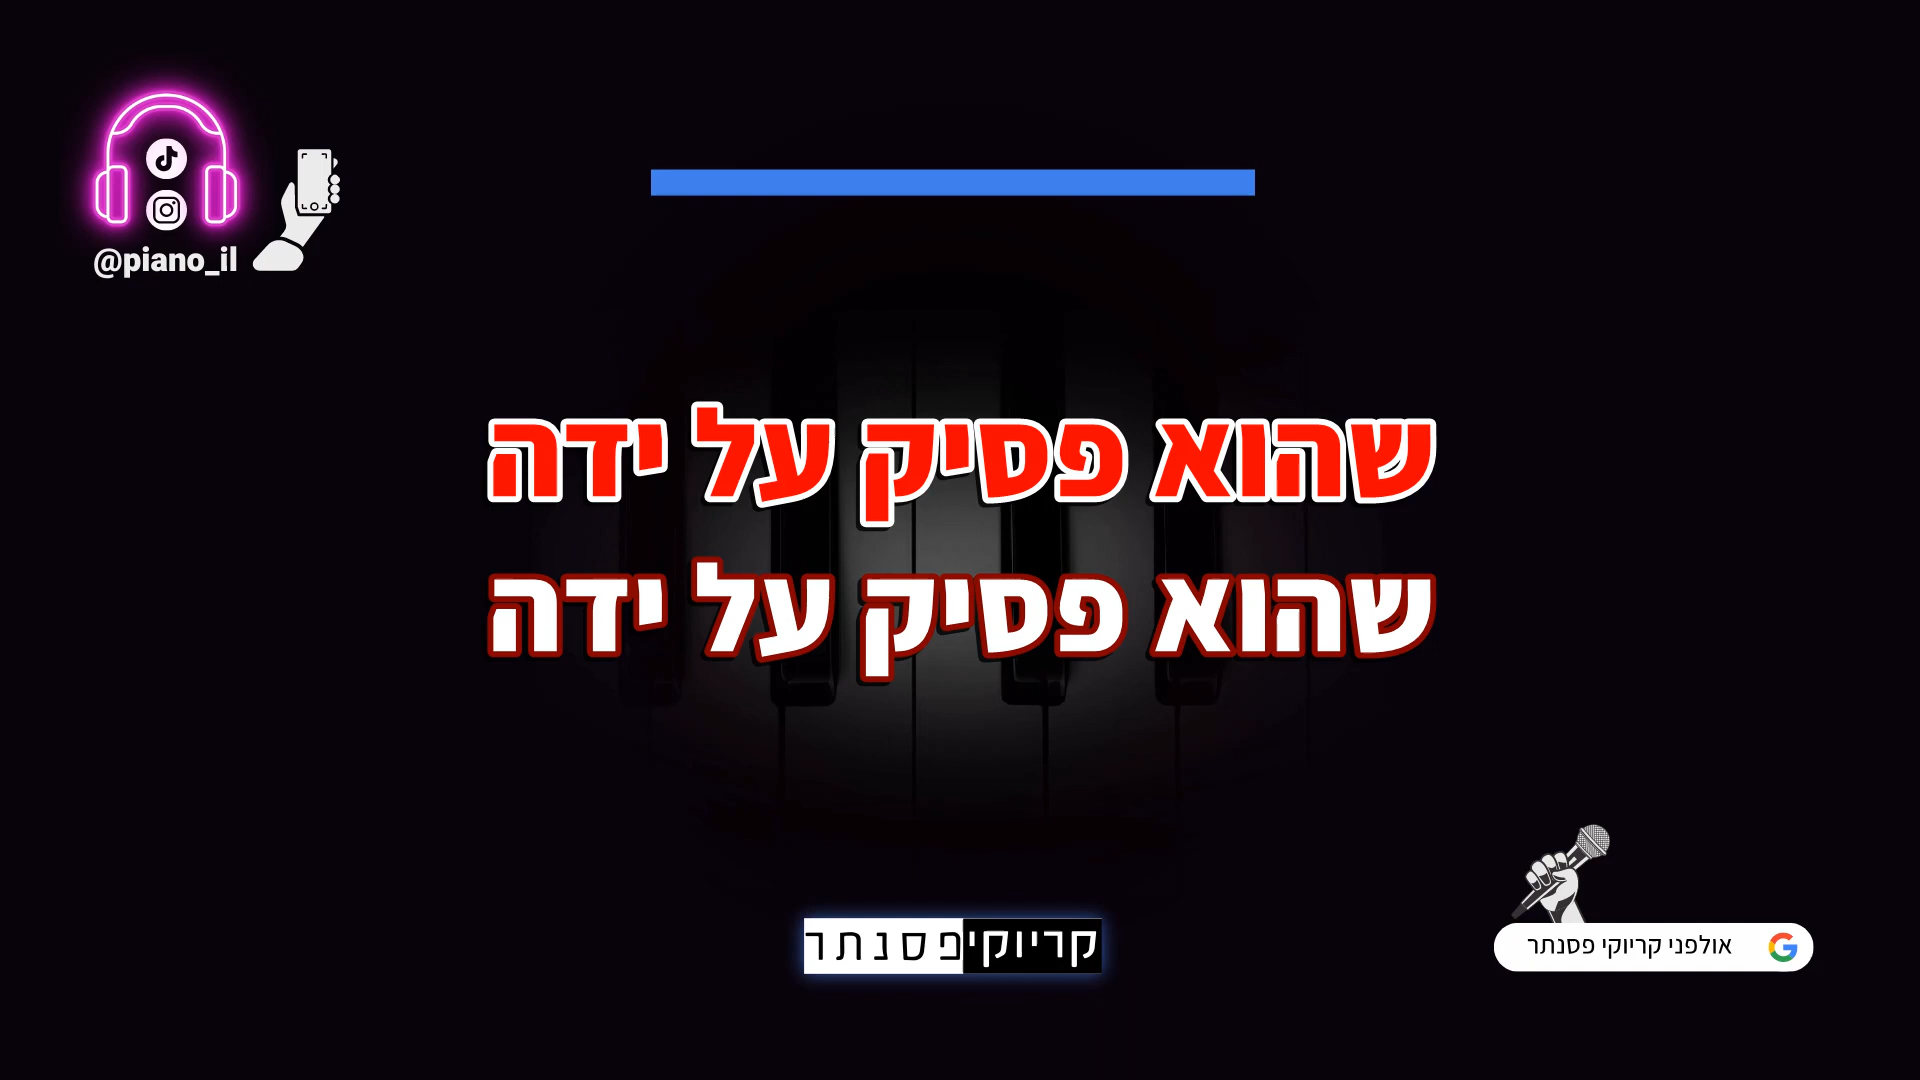 @piano_il
שהוא פסיק על ידה
שהוא פסיק על ידה
קריוקיפסנתר
אולפני קריוקי פסנתר